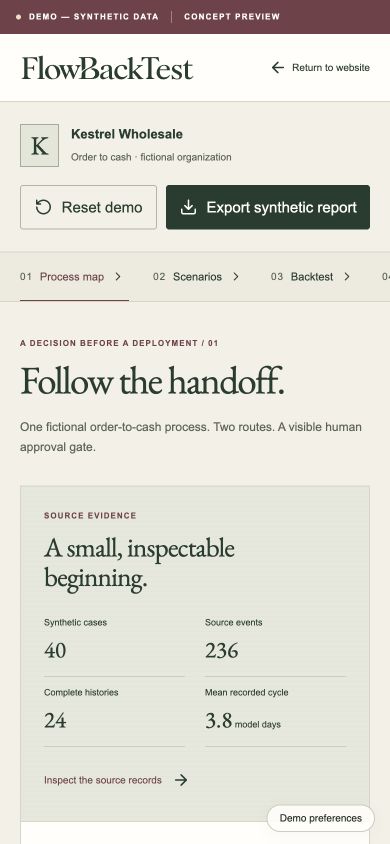 DEMO — SYNTHETIC DATA
CONCEPT PREVIEW
FlowBackTest
Return to website
K
Kestrel Wholesale
Order to cash · fictional organization
Reset demo
Export synthetic report
01 Process map
02 Scenarios
03 Backtest
A DECISION BEFORE A DEPLOYMENT / 01
Follow the handoff.
One fictional order-to-cash process. Two routes. A visible human
approval gate.
SOURCE EVIDENCE
A small, inspectable
beginning.
Synthetic cases
40
Source events
236
Complete histories
24
Mean recorded cycle
3.8 model days
Inspect the source records
Demo preferences